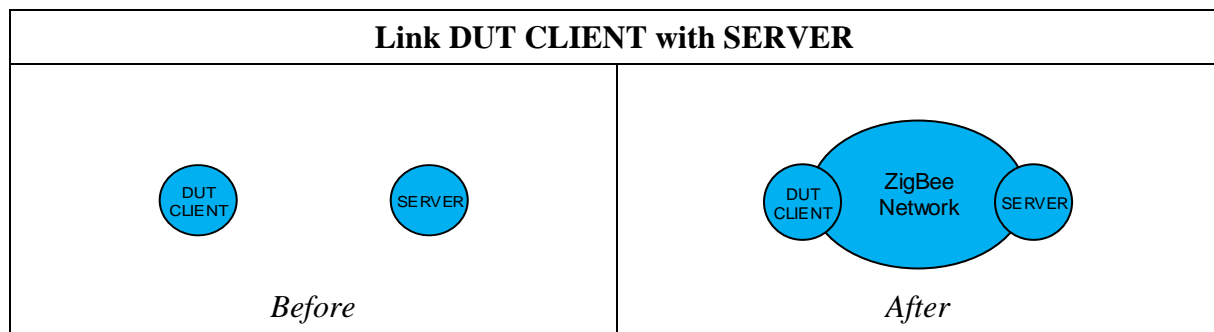 Link DUT CLIENT with SERVER
DUT
CLIENT
SERVER
Before
DUT
CLIENT
ZigBee
Network
SERVER
After